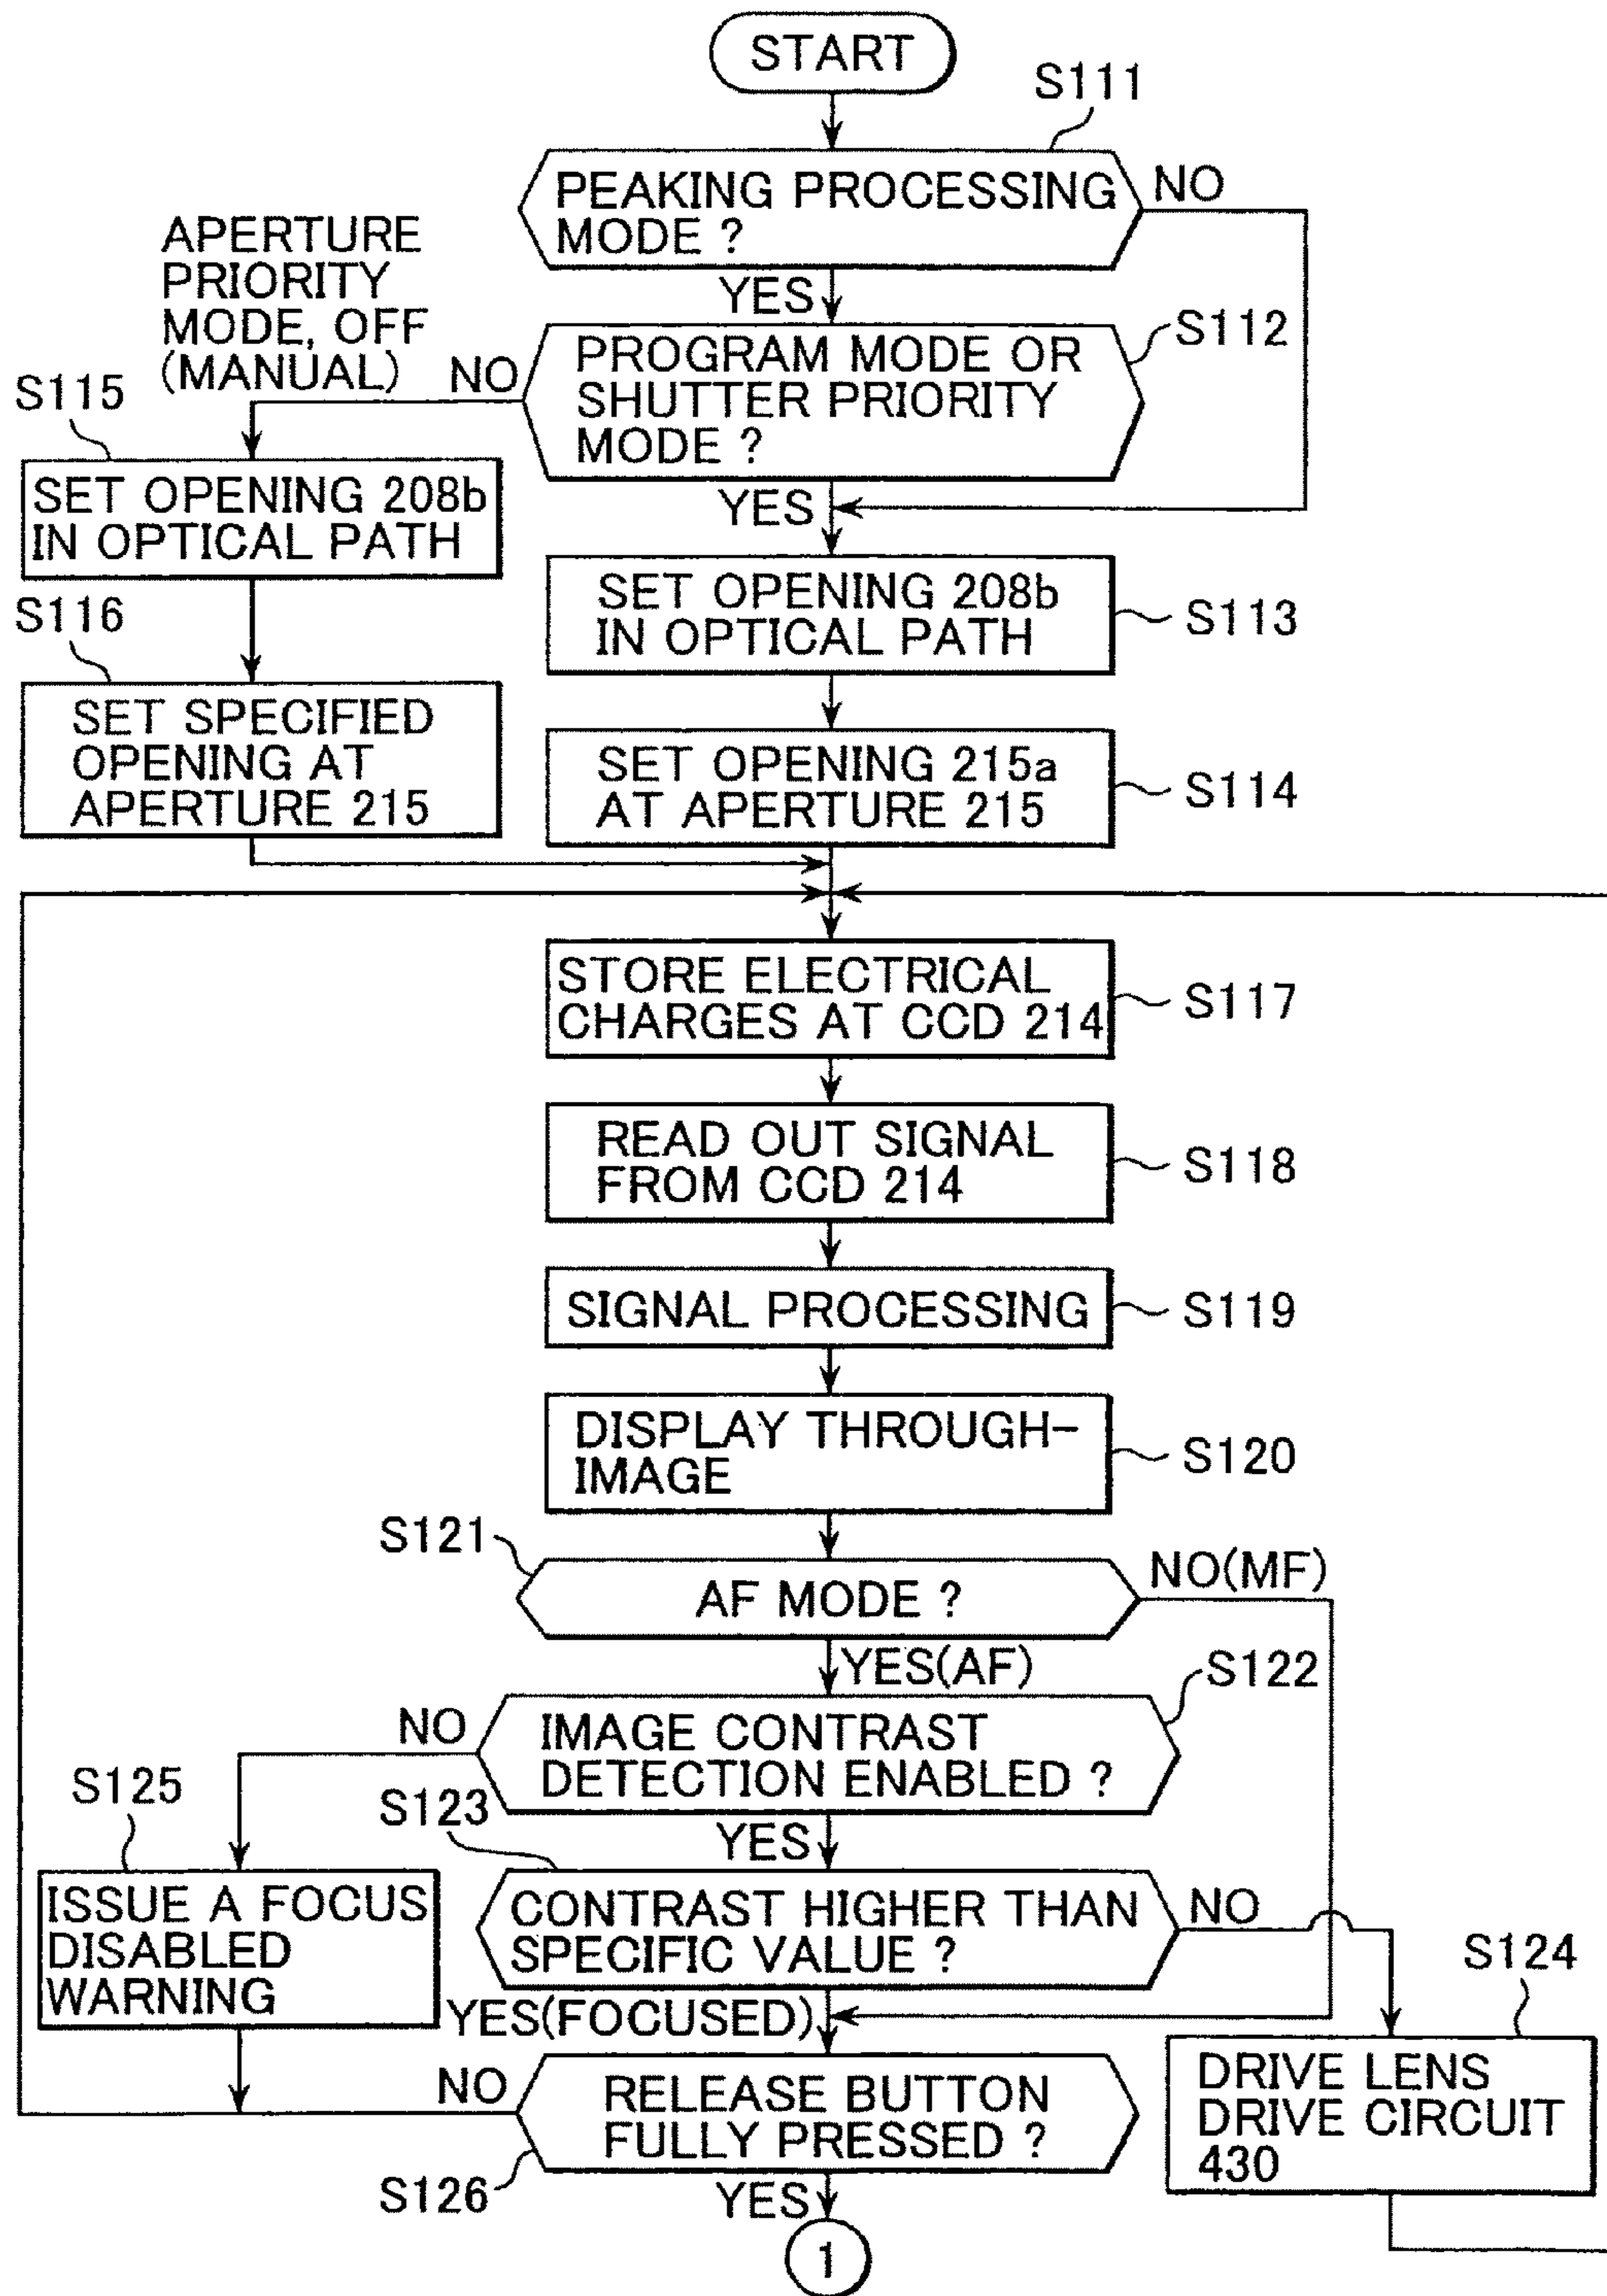 START
S111
PEAKING PROCESSING
MODE ?
NO
YES
APERTURE
PRIORITY
MODE, OFF
(MANUAL)
NO
S112
PROGRAM MODE OR
SHUTTER PRIORITY
MODE ?
YES
S115
SET OPENING 208b
IN OPTICAL PATH
S113
SET OPENING 208b
IN OPTICAL PATH
S116
SET SPECIFIED
OPENING AT
APERTURE 215
S114
SET OPENING 215a
AT APERTURE 215
STORE ELECTRICAL
CHARGES AT CCD 214
S117
READ OUT SIGNAL
FROM CCD 214
S118
SIGNAL PROCESSING
S119
DISPLAY THROUGH-
IMAGE
S120
S121
AF MODE ?
NO(MF)
YES(AF)
S122
NO
IMAGE CONTRAST
DETECTION ENABLED ?
YES
S125
ISSUE A FOCUS
DISABLED
WARNING
S123
CONTRAST HIGHER THAN
SPECIFIC VALUE ?
NO
YES(FOCUSED)
S124
DRIVE LENS
DRIVE CIRCUIT
430
NO
RELEASE BUTTON
FULLY PRESSED ?
S126
YES
1